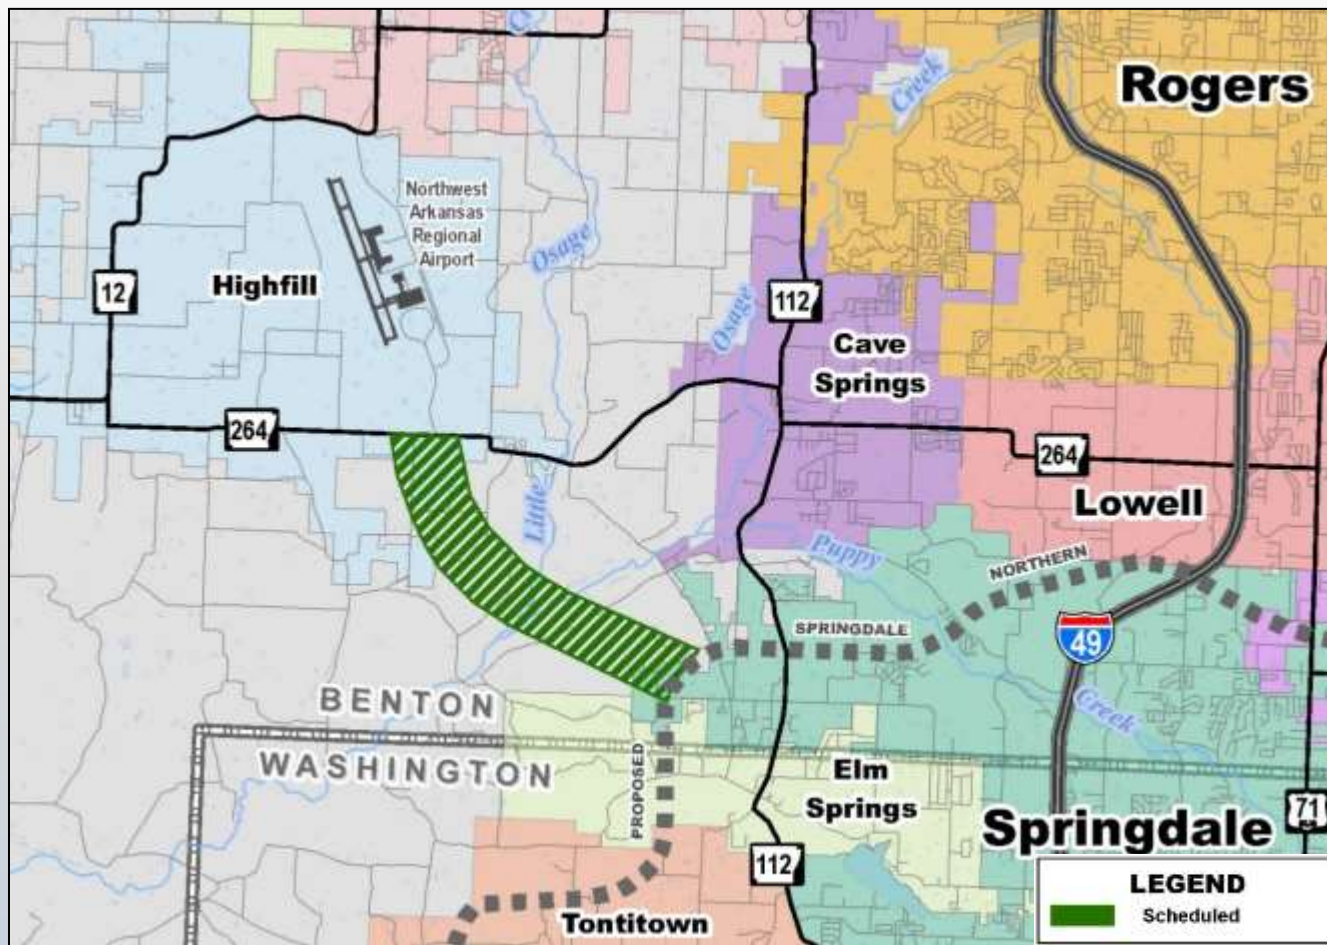 Rogers
Creek
Northwest
Arkansas
Regional
Airport
Osage
Highfill
12
112
Osage
Cave
Springs
264
264
Lowell
Little
Puppy
NORTHERN
SPRINGDALE
49
BENTON
WASHINGTON
Creek
PROPOSED
Elm
Springs
71
Springdale
112
LEGEND
Scheduled
Tontitown